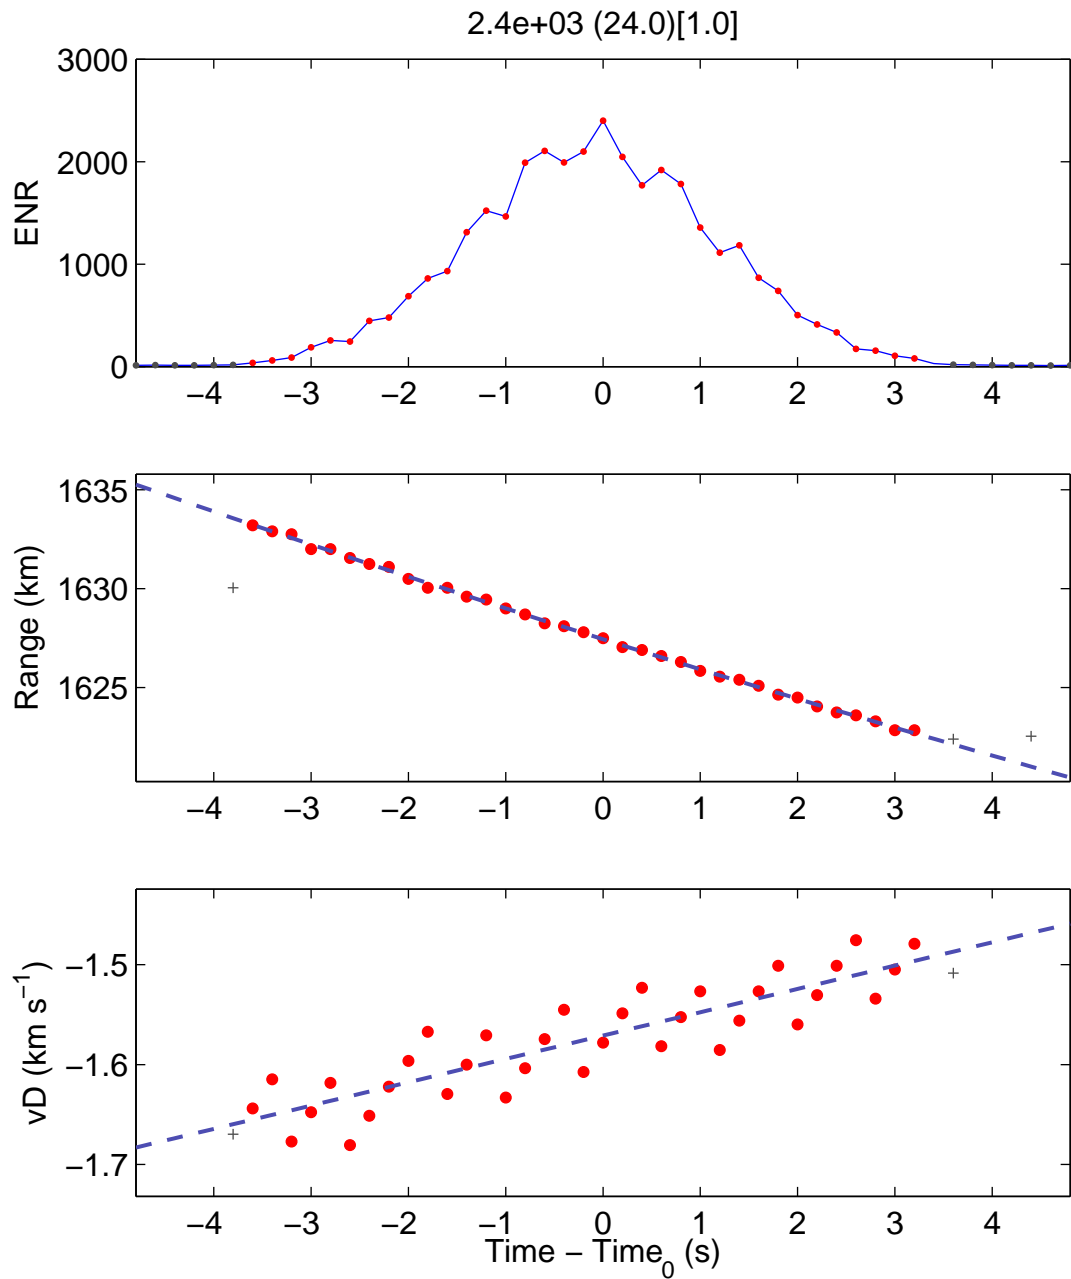 2.4e+03 (24.0)[1.0]
3000
2000
1000
0
ENR
−4 −3 −2 −1 0 1 2 3 4
1635
1630
1625
Range (km)
−4 −3 −2 −1 0 1 2 3 4
−1.5
−1.6
−1.7
vD (km s−1)
−4 −3 −2 −1 0 1 2 3 4
Time − Time0 (s)